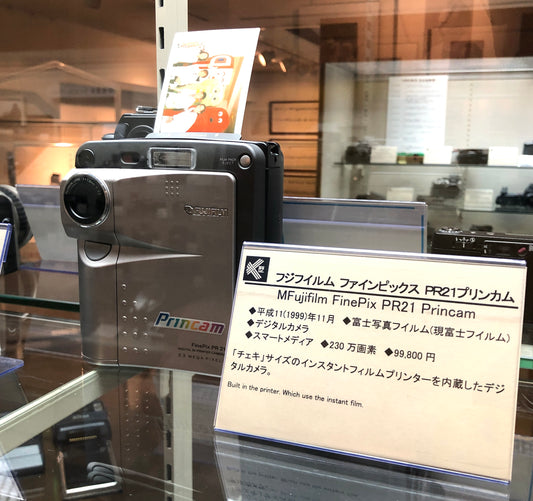 FUJIFILM
Princam
FinePix PR21
フジフイルム ファインピックス PR21プリンカム
MFujifilm FinePix PR21 Princam
◆平成11(1999)年11月 ◆富士写真フイルム(現富士フイルム)
◆デジタルカメラ
◆スマートメディア ◆230万画素 ◆99,800円
「チェキ」サイズのインスタントフィルムプリンターを内蔵したデジ
タルカメラ。
Built in the printer. Which use the instant film.